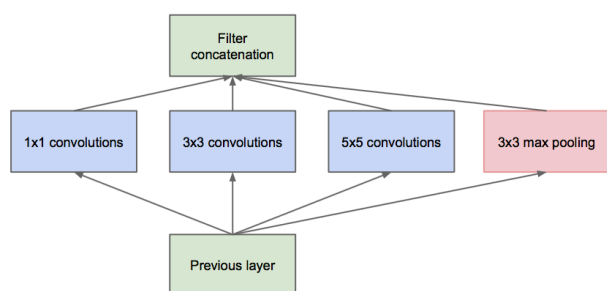 Filter
concatenation
1x1 convolutions
3x3 convolutions
5x5 convolutions
3x3 max pooling
Previous layer